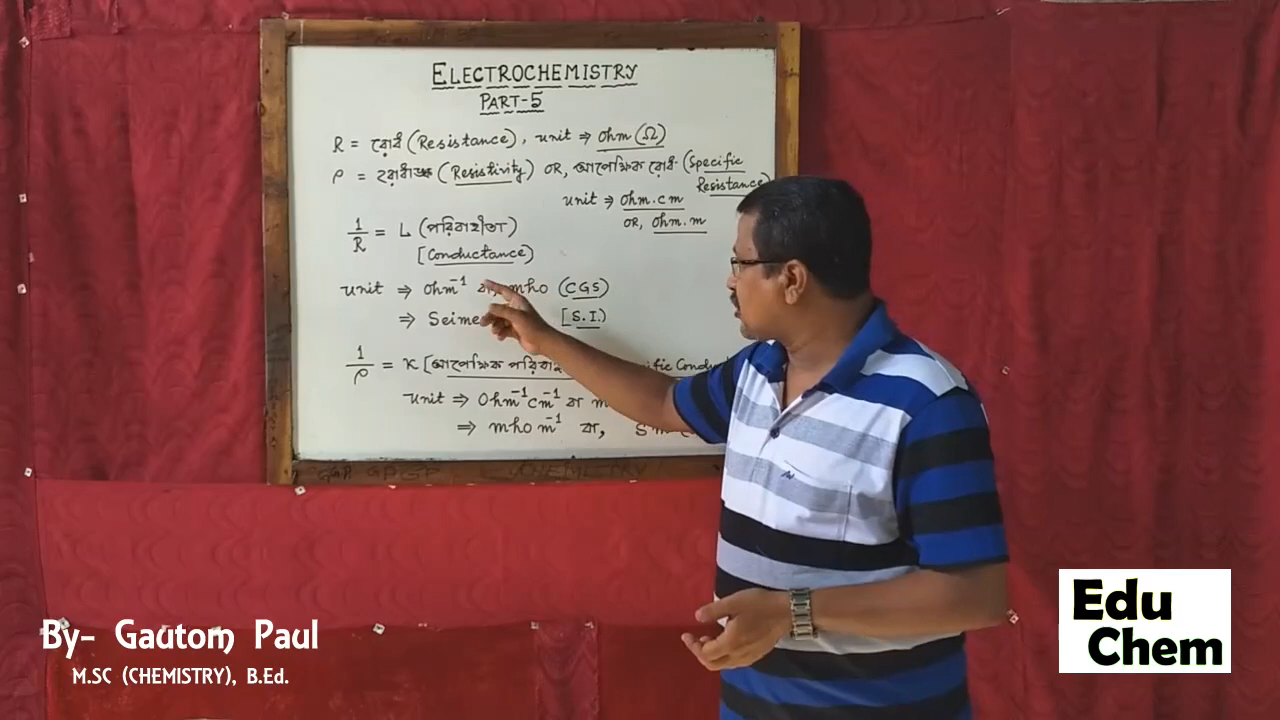 ELECTROCHEMISTRY
PART-5
R = রোধ (Resistance), unit ⇒ ohm (Ω)
ρ = রোধাঙ্ক (Resistivity) OR, আপেক্ষিক রোধ (Specific Resistance)
unit ⇒ ohm.cm
OR, ohm.m
1/R = L (পরিবাহীতা)
[Conductance)
unit ⇒ ohm⁻¹ বা, mho (CGS)
⇒ [S.I.)
1/ρ = κ [আপেক্ষিক
unit ⇒ Ohm⁻¹cm⁻¹ বা
⇒ mho m⁻¹ বা,
By- Gautom Paul
M.SC (CHEMISTRY), B.Ed.
Edu
Chem